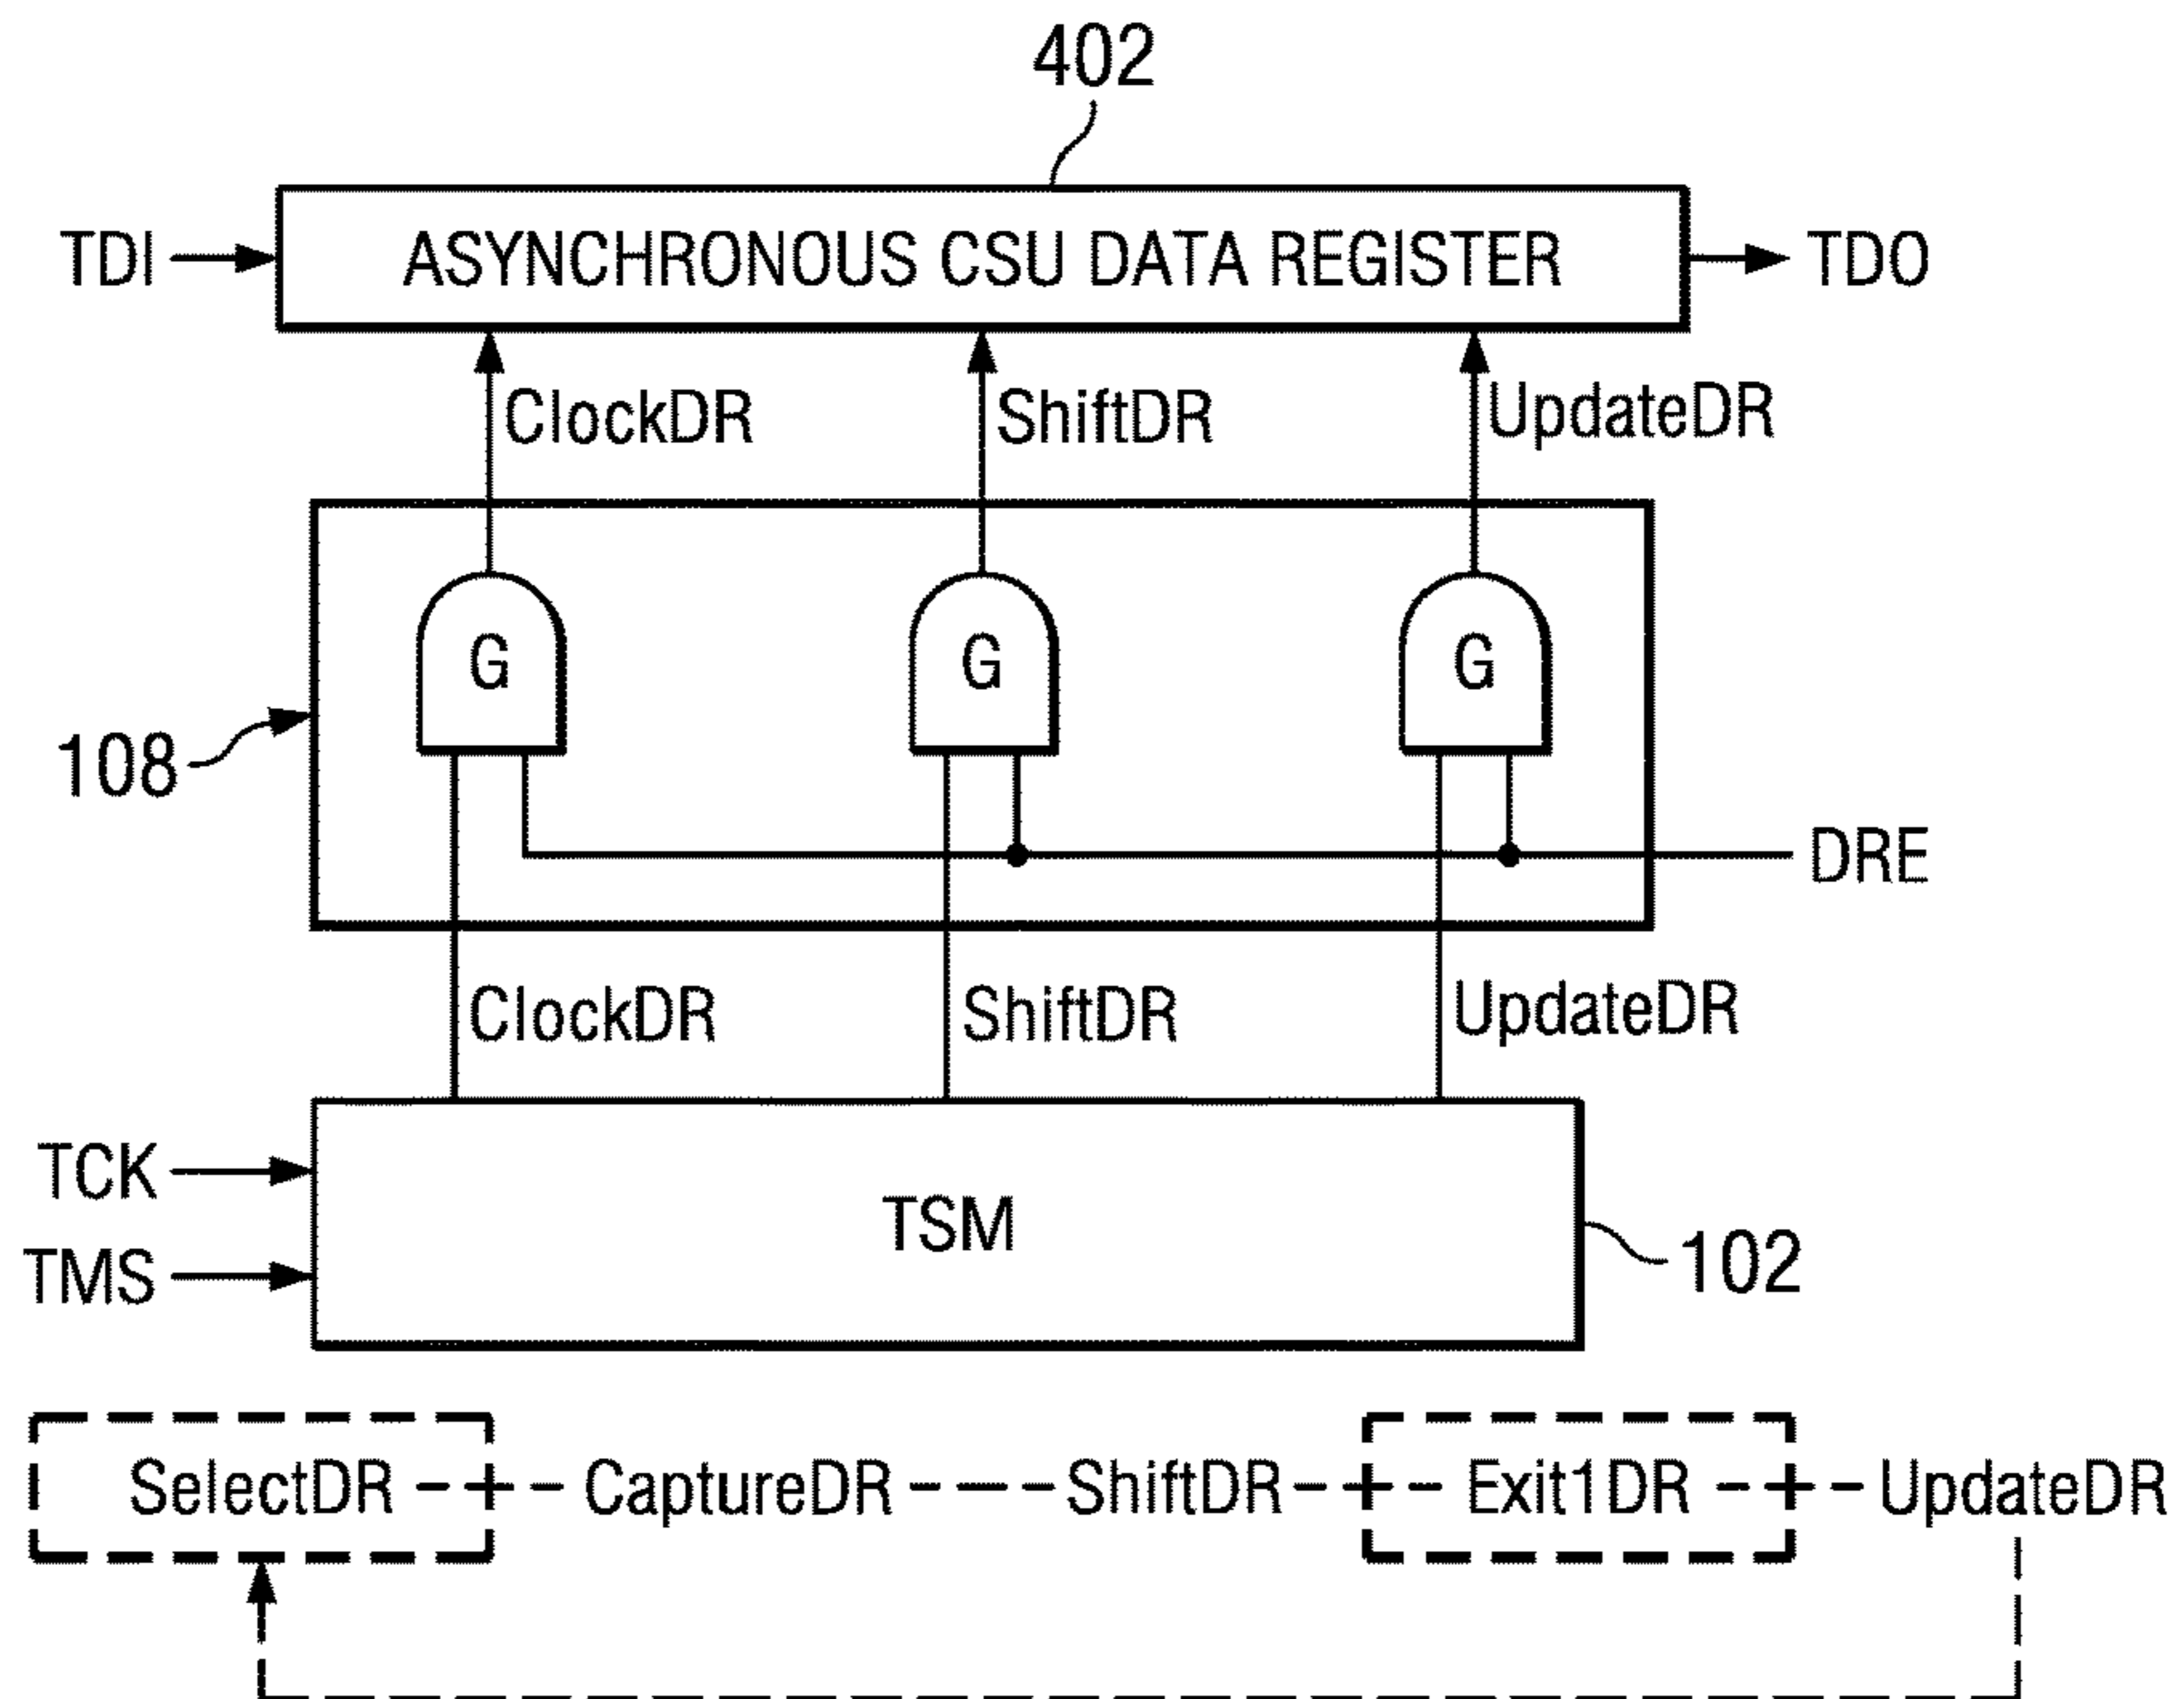 402
TDI ASYNCHRONOUS CSU DATA REGISTER TDO
ClockDR ShiftDR UpdateDR
G G G
108
DRE
ClockDR ShiftDR UpdateDR
TCK
TSM
TMS
102
SelectDR CaptureDR ShiftDR Exit1DR UpdateDR